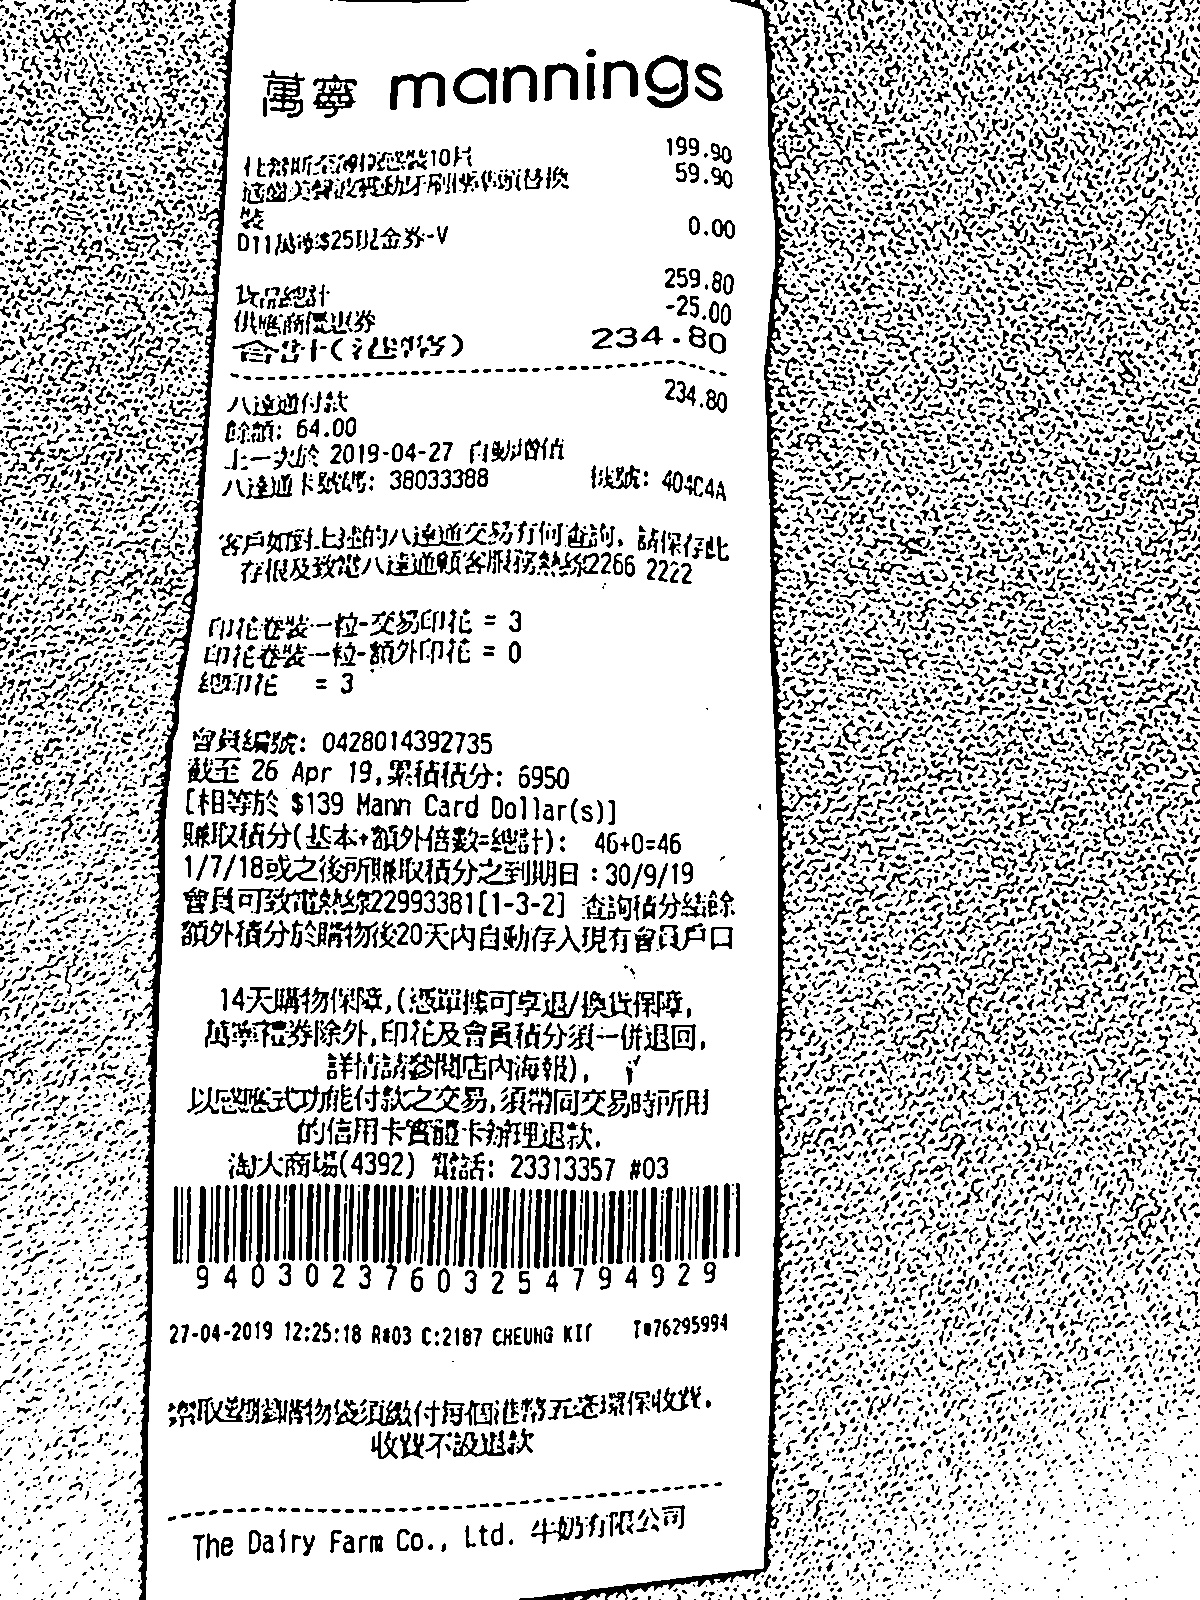 萬寧 mannings
10片 199.90
替換 59.90
裝
D11萬寧$25現金券-V 0.00
貨品總計 259.80
供應商優惠券 -25.00
合計 234.80
八達通付款 234.80
餘額: 64.00
上一次於 2019-04-27 自動增值
八達通卡號碼: 38033388 機號: 404C4A
客戶如對上述的八達通交易有何查詢, 請保存此
存根及致電八達通顧客服務熱線2266 2222
印花卷裝一粒-交易印花 = 3
印花卷裝一粒-額外印花 = 0
總印花 = 3
會員編號: 0428014392735
截至 26 Apr 19,累積積分: 6950
[相等於 $139 Mann Card Dollar(s)]
賺取積分(基本+額外倍數=總計): 46+0=46
1/7/18或之後所賺取積分之到期日:30/9/19
會員可致電熱線22993381[1-3-2] 查詢積分結餘
額外積分於購物後20天內自動存入現有會員戶口
14天購物保障,(憑單據可享退/換貨保障,
萬寧禮券除外,印花及會員積分須一併退回,
詳情請參閱店內海報),
以感應式功能付款之交易,須帶同交易時所用
的信用卡實體卡辦理退款.
淘大商場(4392) 電話: 23313357 #03
94030237603254794929
27-04-2019 12:25:18 R#03 C:2187 CHEUNG T#76295994
索取塑膠購物袋須繳付每個港幣五毫環保收費.
收費不設退款
The Dairy Farm Co., Ltd. 牛奶有限公司